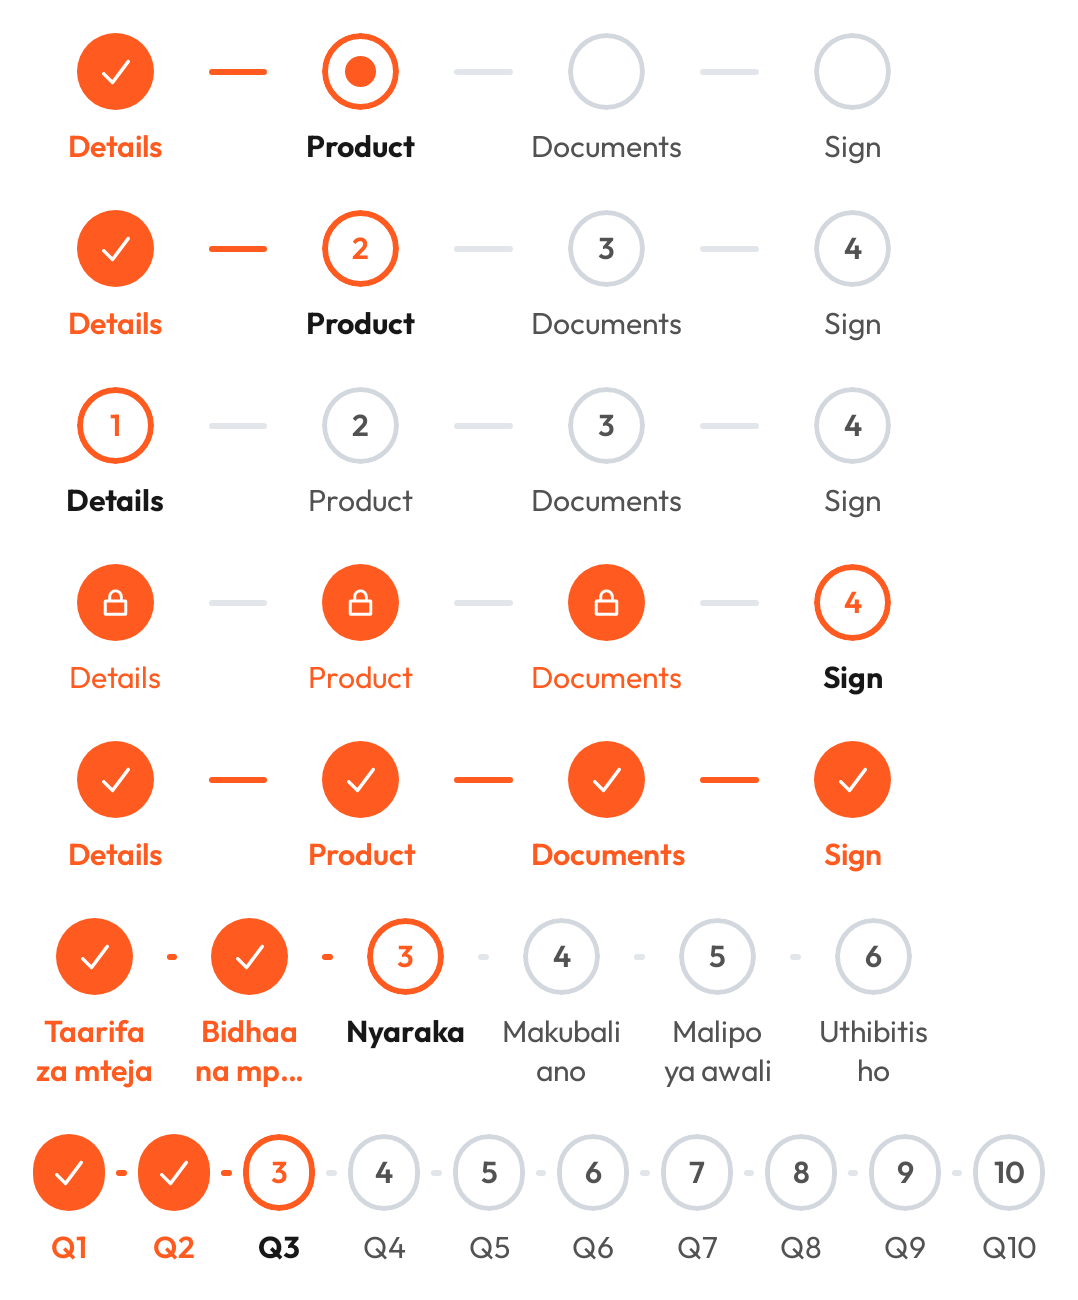 Details Product Documents Sign
2 3 4
Details Product Documents Sign
1 2 3 4
Details Product Documents Sign
4
Details Product Documents Sign
Details Product Documents Sign
3 4 5 6
Taarifa Bidhaa Nyaraka Makubali Malipo Uthibitis
za mteja na mp... ano ya awali ho
3 4 5 6 7 8 9 10
Q1 Q2 Q3 Q4 Q5 Q6 Q7 Q8 Q9 Q10